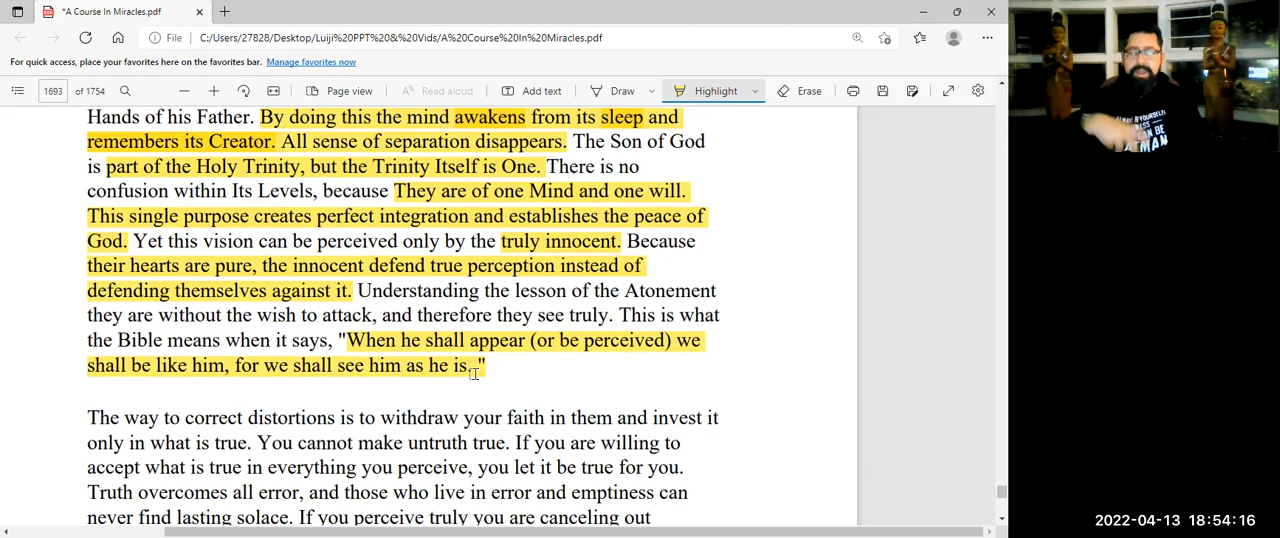 *A Course In Miracles.pdf
File
C:/Users/27828/Desktop/Luiji%20PPT%20&%20Vids/A%20Course%20In%20Miracles.pdf
For quick access, place your favorites here on the favorites bar. Manage favorites now
1693 of 1754
Page view
Read aloud
Add text
Draw
Highlight
Erase
Hands of his Father. By doing this the mind awakens from its sleep and
remembers its Creator. All sense of separation disappears. The Son of God
is part of the Holy Trinity, but the Trinity Itself is One. There is no
confusion within Its Levels, because They are of one Mind and one will.
This single purpose creates perfect integration and establishes the peace of
God. Yet this vision can be perceived only by the truly innocent. Because
their hearts are pure, the innocent defend true perception instead of
defending themselves against it. Understanding the lesson of the Atonement
they are without the wish to attack, and therefore they see truly. This is what
the Bible means when it says, "When he shall appear (or be perceived) we
shall be like him, for we shall see him as he is."
The way to correct distortions is to withdraw your faith in them and invest it
only in what is true. You cannot make untruth true. If you are willing to
accept what is true in everything you perceive, you let it be true for you.
Truth overcomes all error, and those who live in error and emptiness can
never find lasting solace. If you perceive truly you are canceling out
2022-04-13 18:54:16